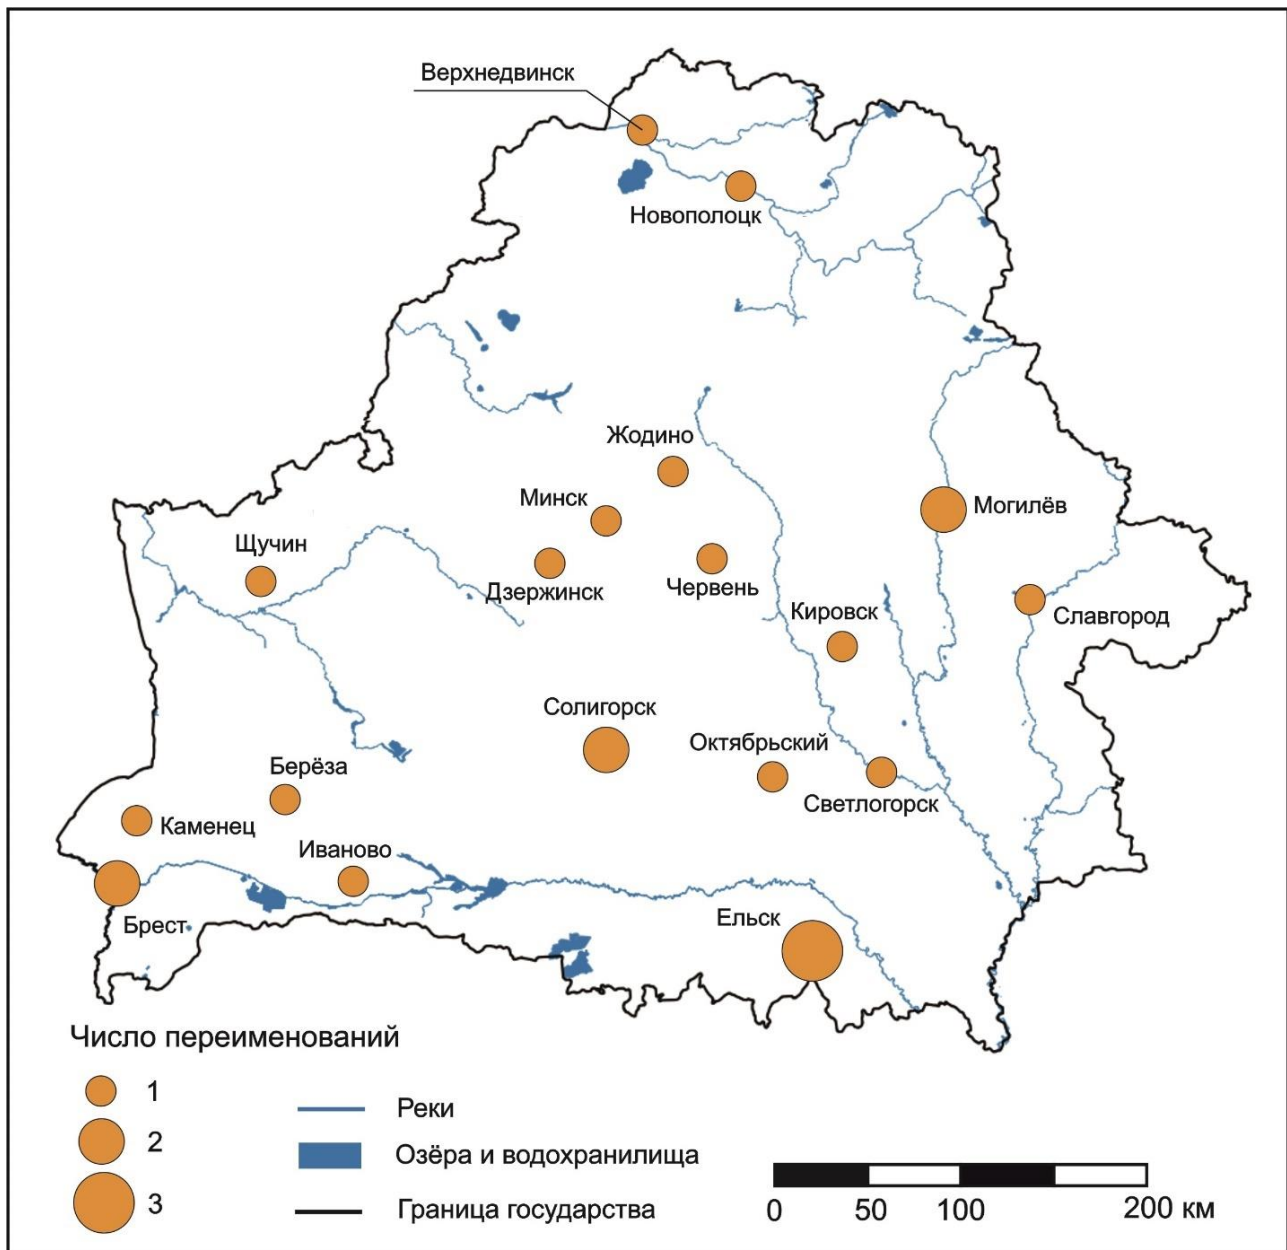 Верхнедвинск
Новополоцк
Жодино
Минск
Могилёв
Щучин
Дзержинск
Червень
Кировск
Славгород
Солигорск
Октябрьский
Берёза
Светлогорск
Каменец
Иваново
Ельск
Брест
Число переименований
1
2
3
Реки
Озёра и водохранилища
Граница государства
0 50 100 200 км